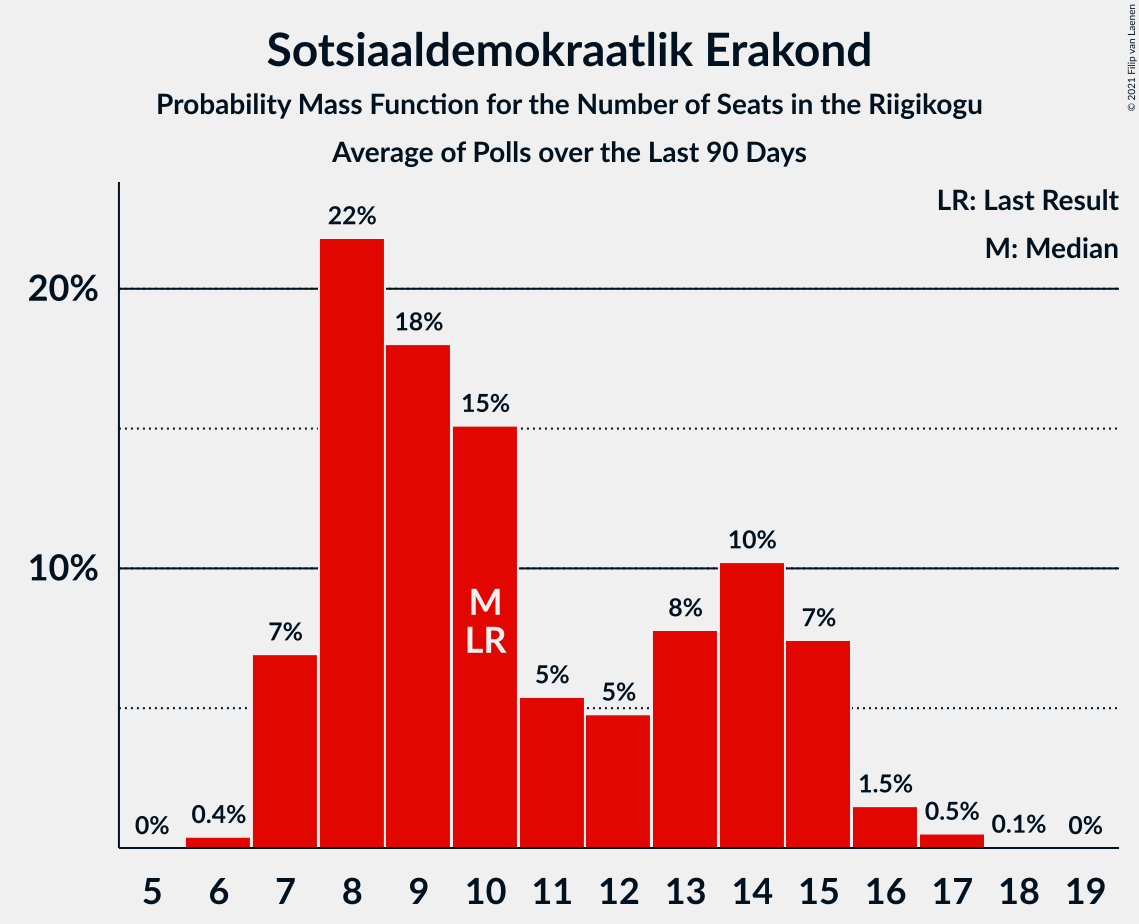 Sotsiaaldemokraatlik Erakond
Probability Mass Function for the Number of Seats in the Riigikogu
Average of Polls over the Last 90 Days
© 2021 Filip van Laenen
LR: Last Result
M: Median
20%
10%
0%
0.4%
7%
22%
18%
15%
5%
5%
8%
10%
7%
1.5%
0.5%
0.1%
0%
M
LR
5 6 7 8 9 10 11 12 13 14 15 16 17 18 19